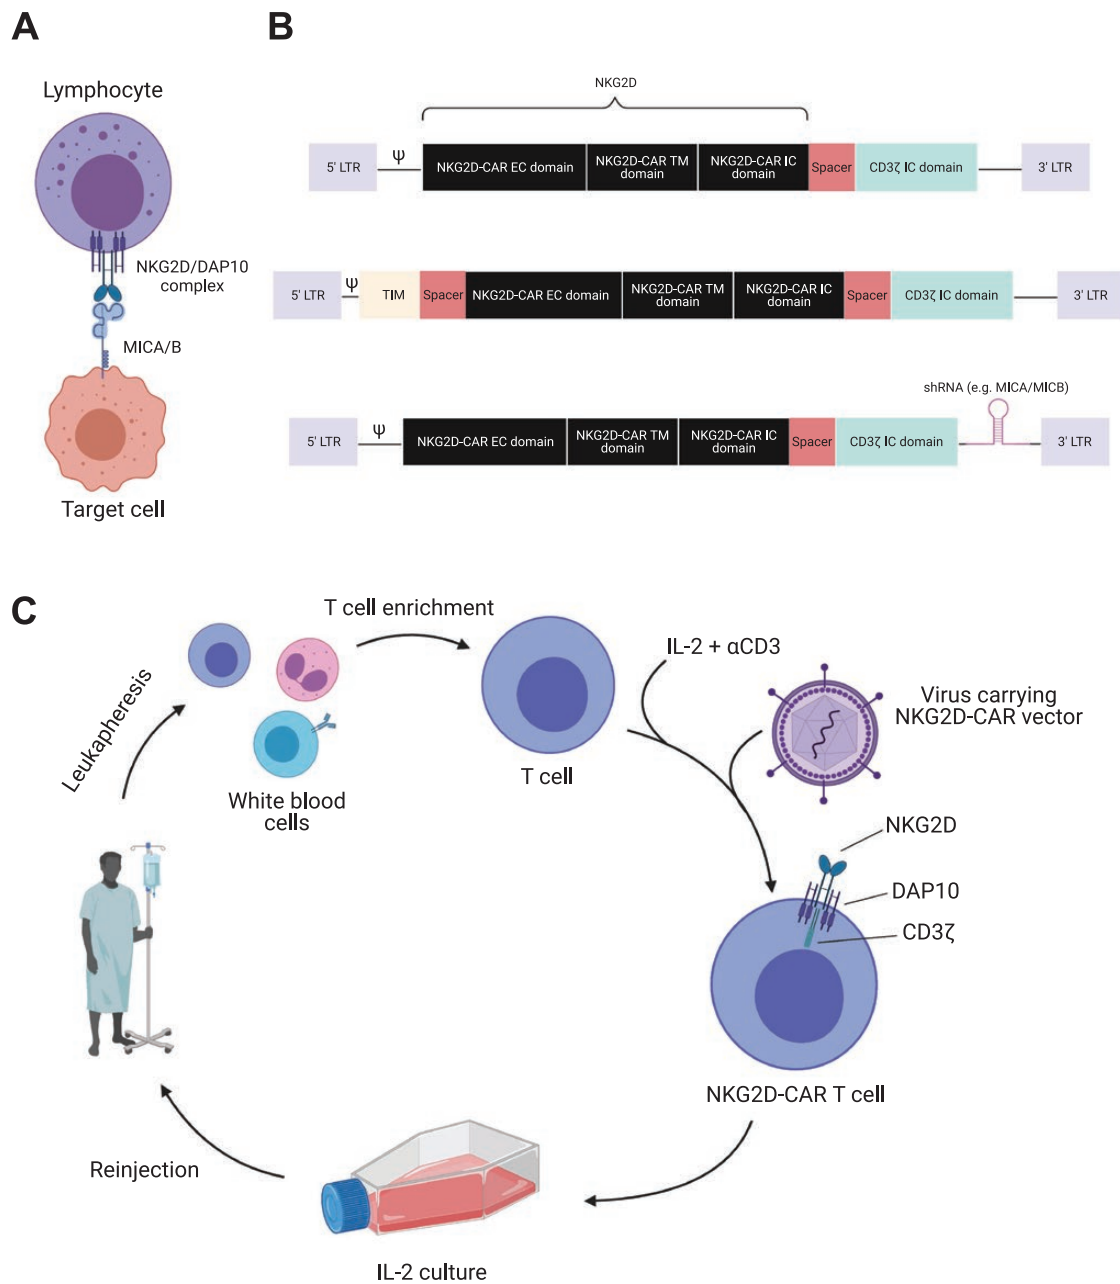 A
B
Lymphocyte
NKG2D/DAP10
complex
MICA/B
Target cell
NKG2D
5' LTR
Ψ
NKG2D-CAR EC domain
NKG2D-CAR TM
domain
NKG2D-CAR IC
domain
Spacer
CD3ζ IC domain
3' LTR
5' LTR
Ψ
TIM
Spacer
NKG2D-CAR EC domain
NKG2D-CAR TM
domain
NKG2D-CAR IC
domain
Spacer
CD3ζ IC domain
3' LTR
shRNA (e.g. MICA/MICB)
5' LTR
Ψ
NKG2D-CAR EC domain
NKG2D-CAR TM
domain
NKG2D-CAR IC
domain
Spacer
CD3ζ IC domain
3' LTR
C
Leukapheresis
White blood
cells
T cell enrichment
T cell
IL-2 + αCD3
Virus carrying
NKG2D-CAR vector
NKG2D
DAP10
CD3ζ
NKG2D-CAR T cell
IL-2 culture
Reinjection